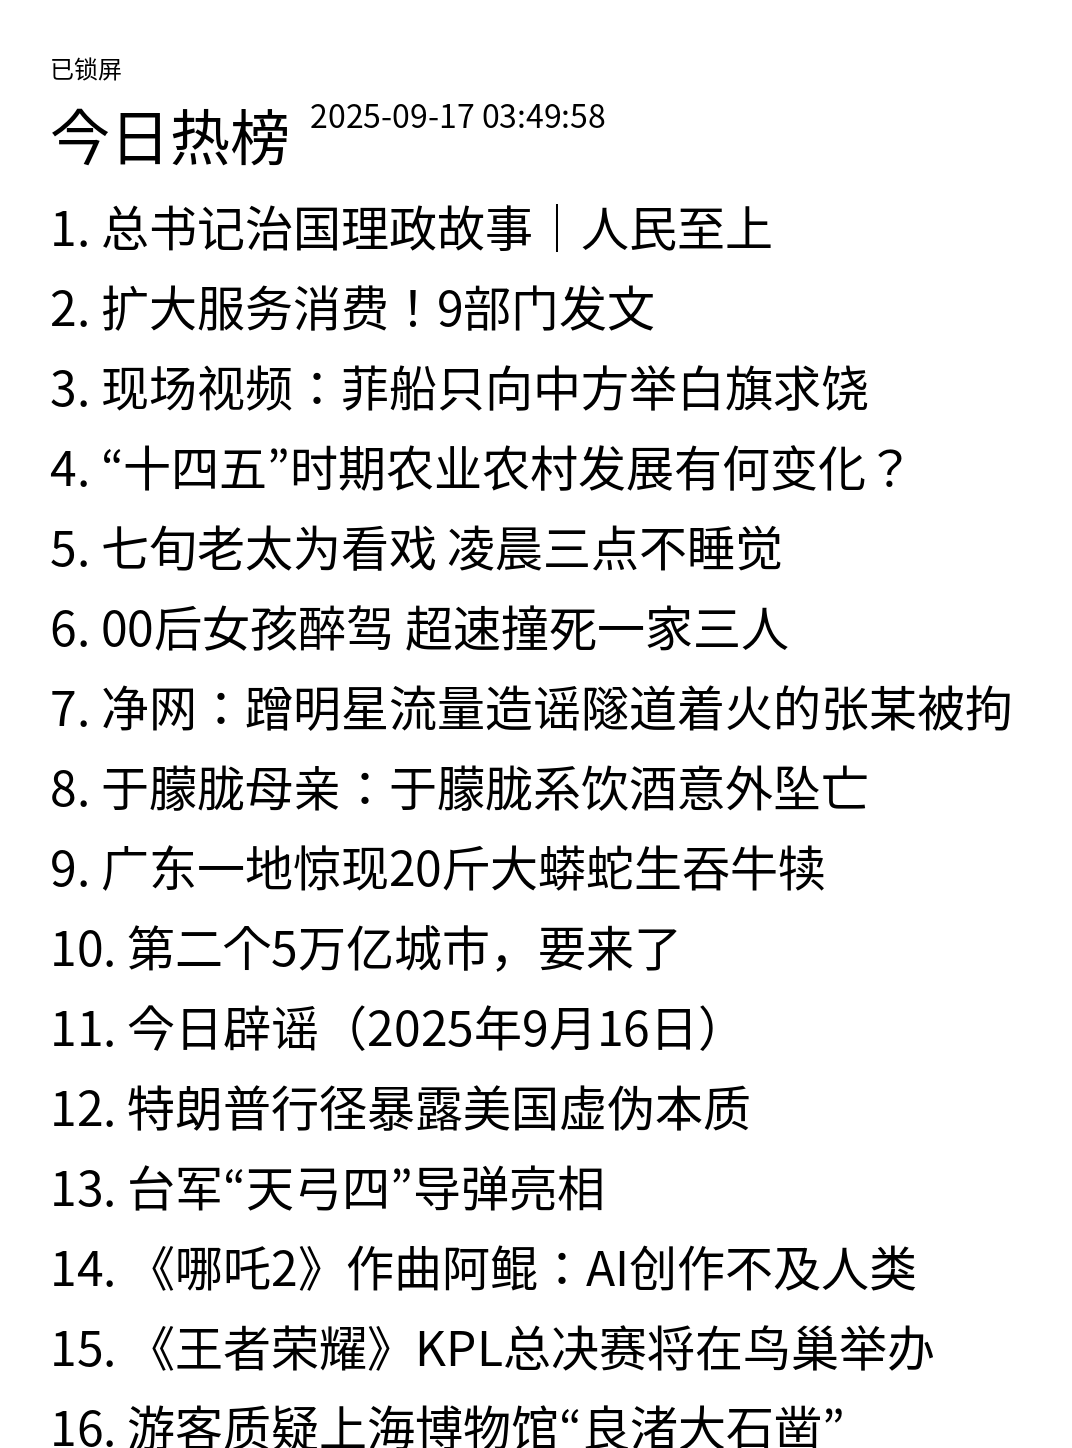 已锁屏
今日热榜 2025-09-17 03:49:58
1. 总书记治国理政故事｜人民至上
2. 扩大服务消费！9部门发文
3. 现场视频：菲船只向中方举白旗求饶
4. “十四五”时期农业农村发展有何变化？
5. 七旬老太为看戏 凌晨三点不睡觉
6. 00后女孩醉驾 超速撞死一家三人
7. 净网：蹭明星流量造谣隧道着火的张某被拘
8. 于朦胧母亲：于朦胧系饮酒意外坠亡
9. 广东一地惊现20斤大蟒蛇生吞牛犊
10. 第二个5万亿城市，要来了
11. 今日辟谣（2025年9月16日）
12. 特朗普行径暴露美国虚伪本质
13. 台军“天弓四”导弹亮相
14. 《哪吒2》作曲阿鲲：AI创作不及人类
15. 《王者荣耀》KPL总决赛将在鸟巢举办
16. 游客质疑上海博物馆“良渚大石凿”